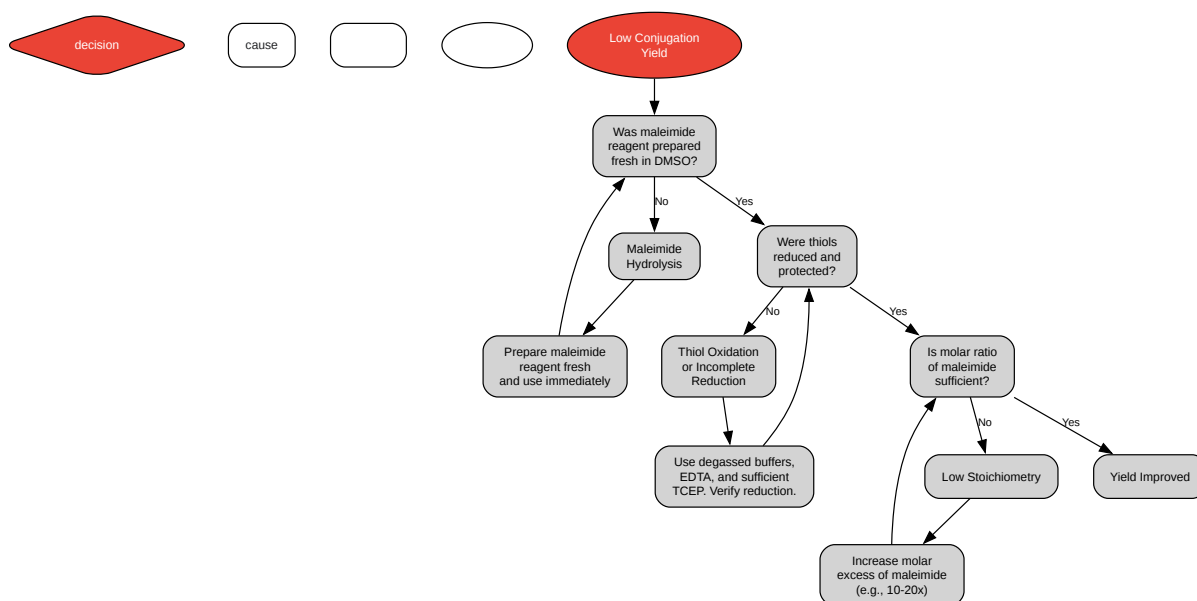 decision
cause
Low Conjugation
Yield
Was maleimide
reagent prepared
fresh in DMSO?
No
Yes
Maleimide
Hydrolysis
Were thiols
reduced and
protected?
Prepare maleimide
reagent fresh
and use immediately
No
Yes
Thiol Oxidation
or Incomplete
Reduction
Is molar ratio
of maleimide
sufficient?
Use degassed buffers,
EDTA, and sufficient
TCEP. Verify reduction.
No
Yes
Low Stoichiometry
Yield Improved
Increase molar
excess of maleimide
(e.g., 10-20x)